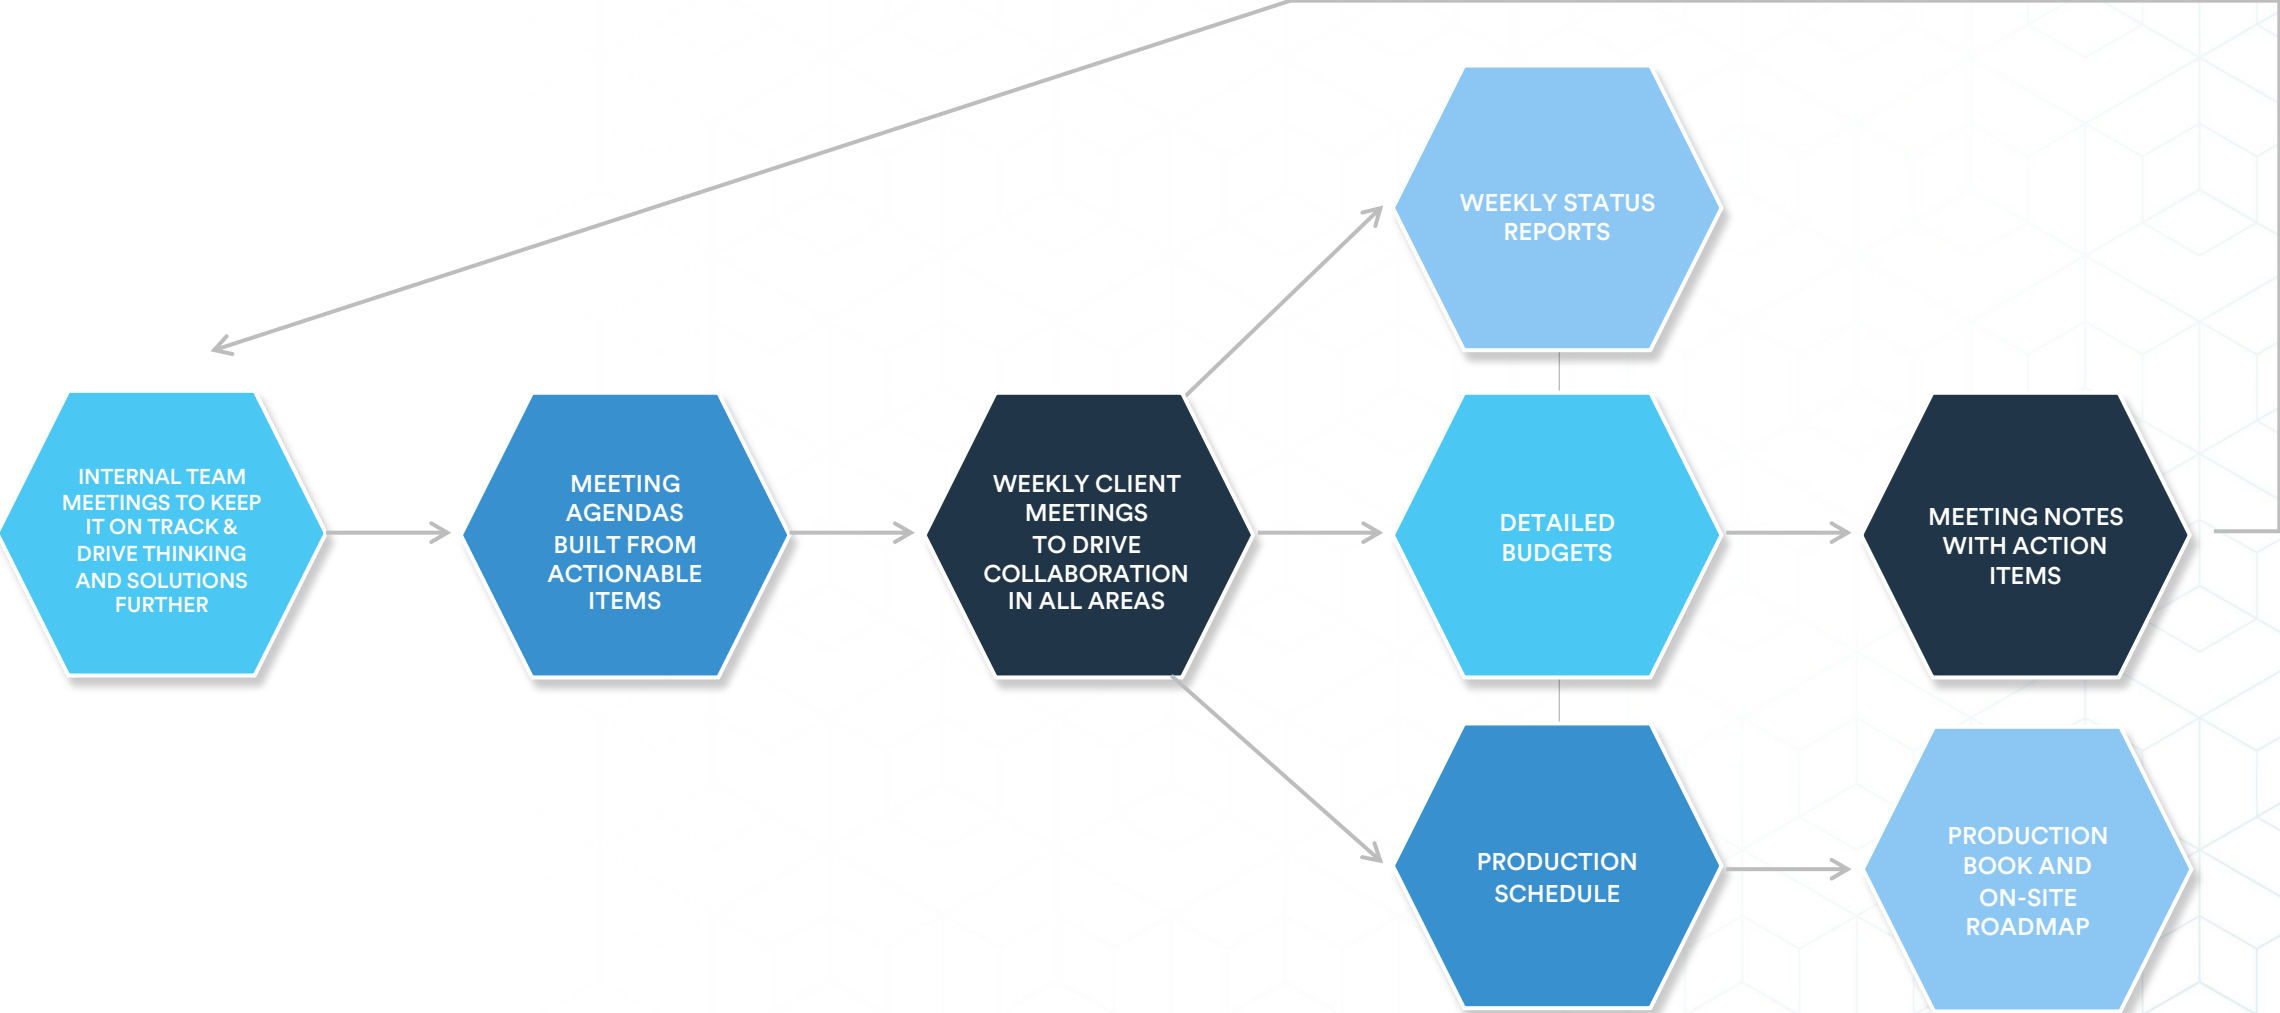 WEEKLY STATUS
REPORTS
INTERNAL TEAM
MEETINGS TO KEEP
IT ON TRACK &
DRIVE THINKING
AND SOLUTIONS
FURTHER
MEETING
AGENDAS
BUILT FROM
ACTIONABLE
ITEMS
WEEKLY CLIENT
MEETINGS
TO DRIVE
COLLABORATION
IN ALL AREAS
DETAILED
BUDGETS
MEETING NOTES
WITH ACTION
ITEMS
PRODUCTION
SCHEDULE
PRODUCTION
BOOK AND
ON-SITE
ROADMAP